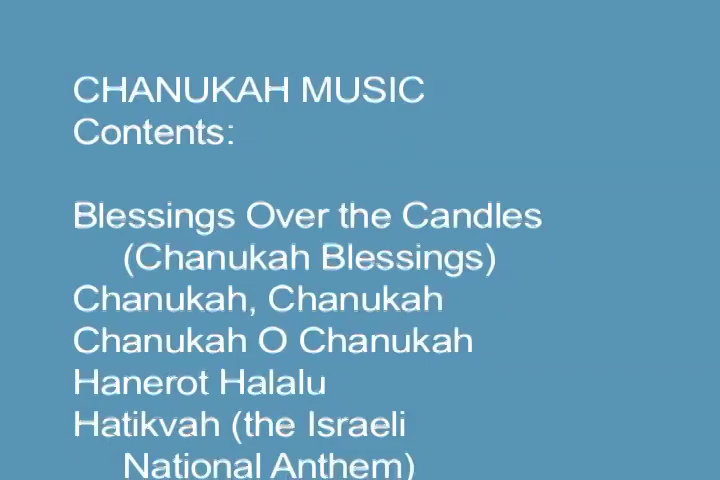 CHANUKAH MUSIC
Contents:
Blessings Over the Candles
(Chanukah Blessings)
Chanukah, Chanukah
Chanukah O Chanukah
Hanerot Halalu
Hatikvah (the Israeli
National Anthem)